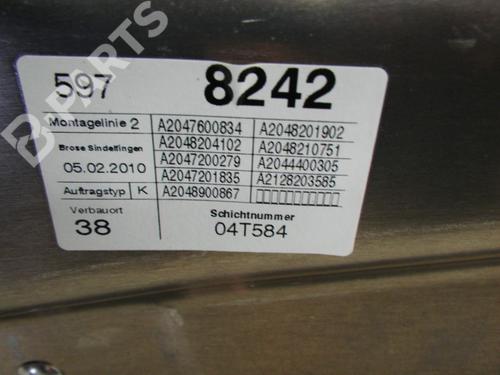 597 8242
Montagelinie 2 A2047600834 A2048201902
Brose Sindelfingen A2048204102 A2048210751
05.02.2010 A2047200279 A2044400305
A2047201835 A2128203585
Auftragstyp K A2048900867 □□□□□□□□□□□
Verbauort Schichtnummer
38 04T584
B PARTS